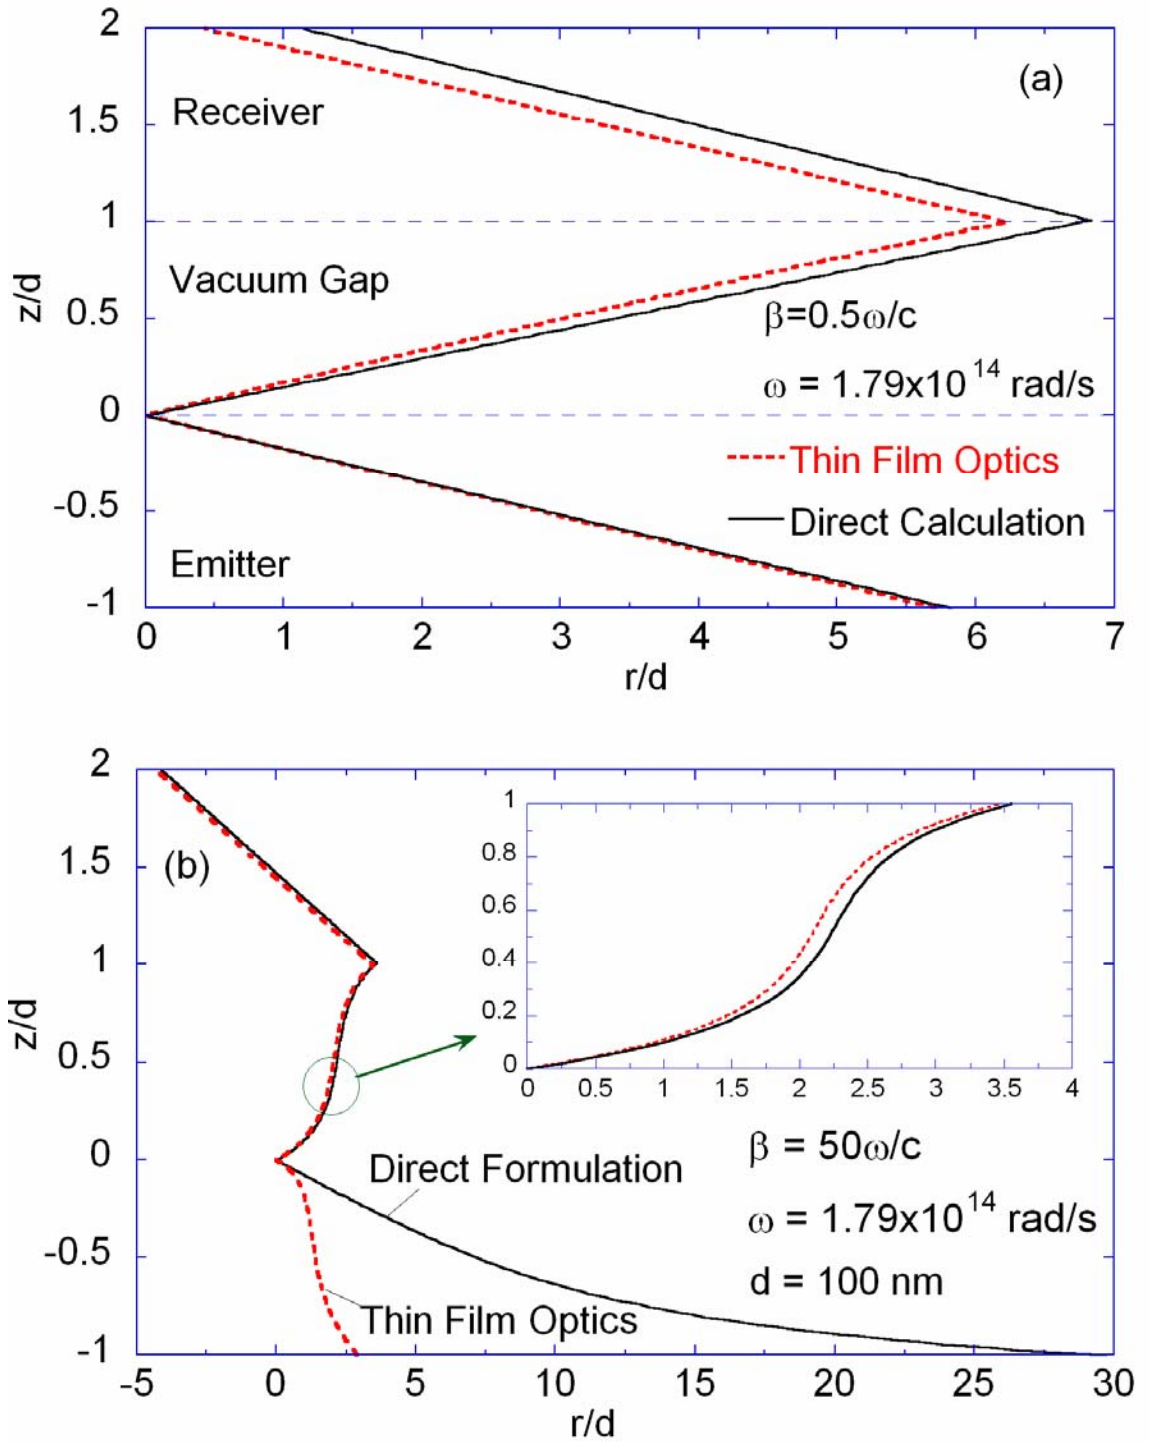 2
(a)
Receiver
1.5
1
Vacuum Gap
z/d
0.5
β=0.5ω/c
ω = 1.79x10 14 rad/s
0
Thin Film Optics
-0.5
Direct Calculation
Emitter
-1
0 1 2 3 4 5 6 7
r/d
2
1
0.8
1.5
(b)
0.6
0.4
1
0.2
z/d
0
0.5
0 0.5 1 1.5 2 2.5 3 3.5 4
β = 50ω/c
0
Direct Formulation
ω = 1.79x10 14 rad/s
-0.5
d = 100 nm
Thin Film Optics
-1
-5 0 5 10 15 20 25 30
r/d